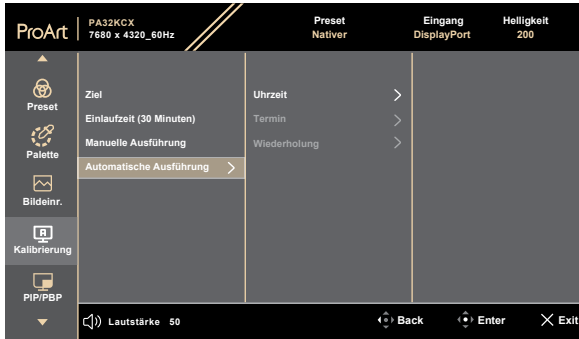 ProArt PA32KCX Preset Eingang Helligkeit
7680 x 4320_60Hz Nativer DisplayPort 200
Preset
Palette
Bildeinr.
Kalibrierung
PIP/PBP
Ziel
Einlaufzeit (30 Minuten)
Manuelle Ausführung
Automatische Ausführung
Uhrzeit
Termin
Wiederholung
Lautstärke 50 Back Enter Exit